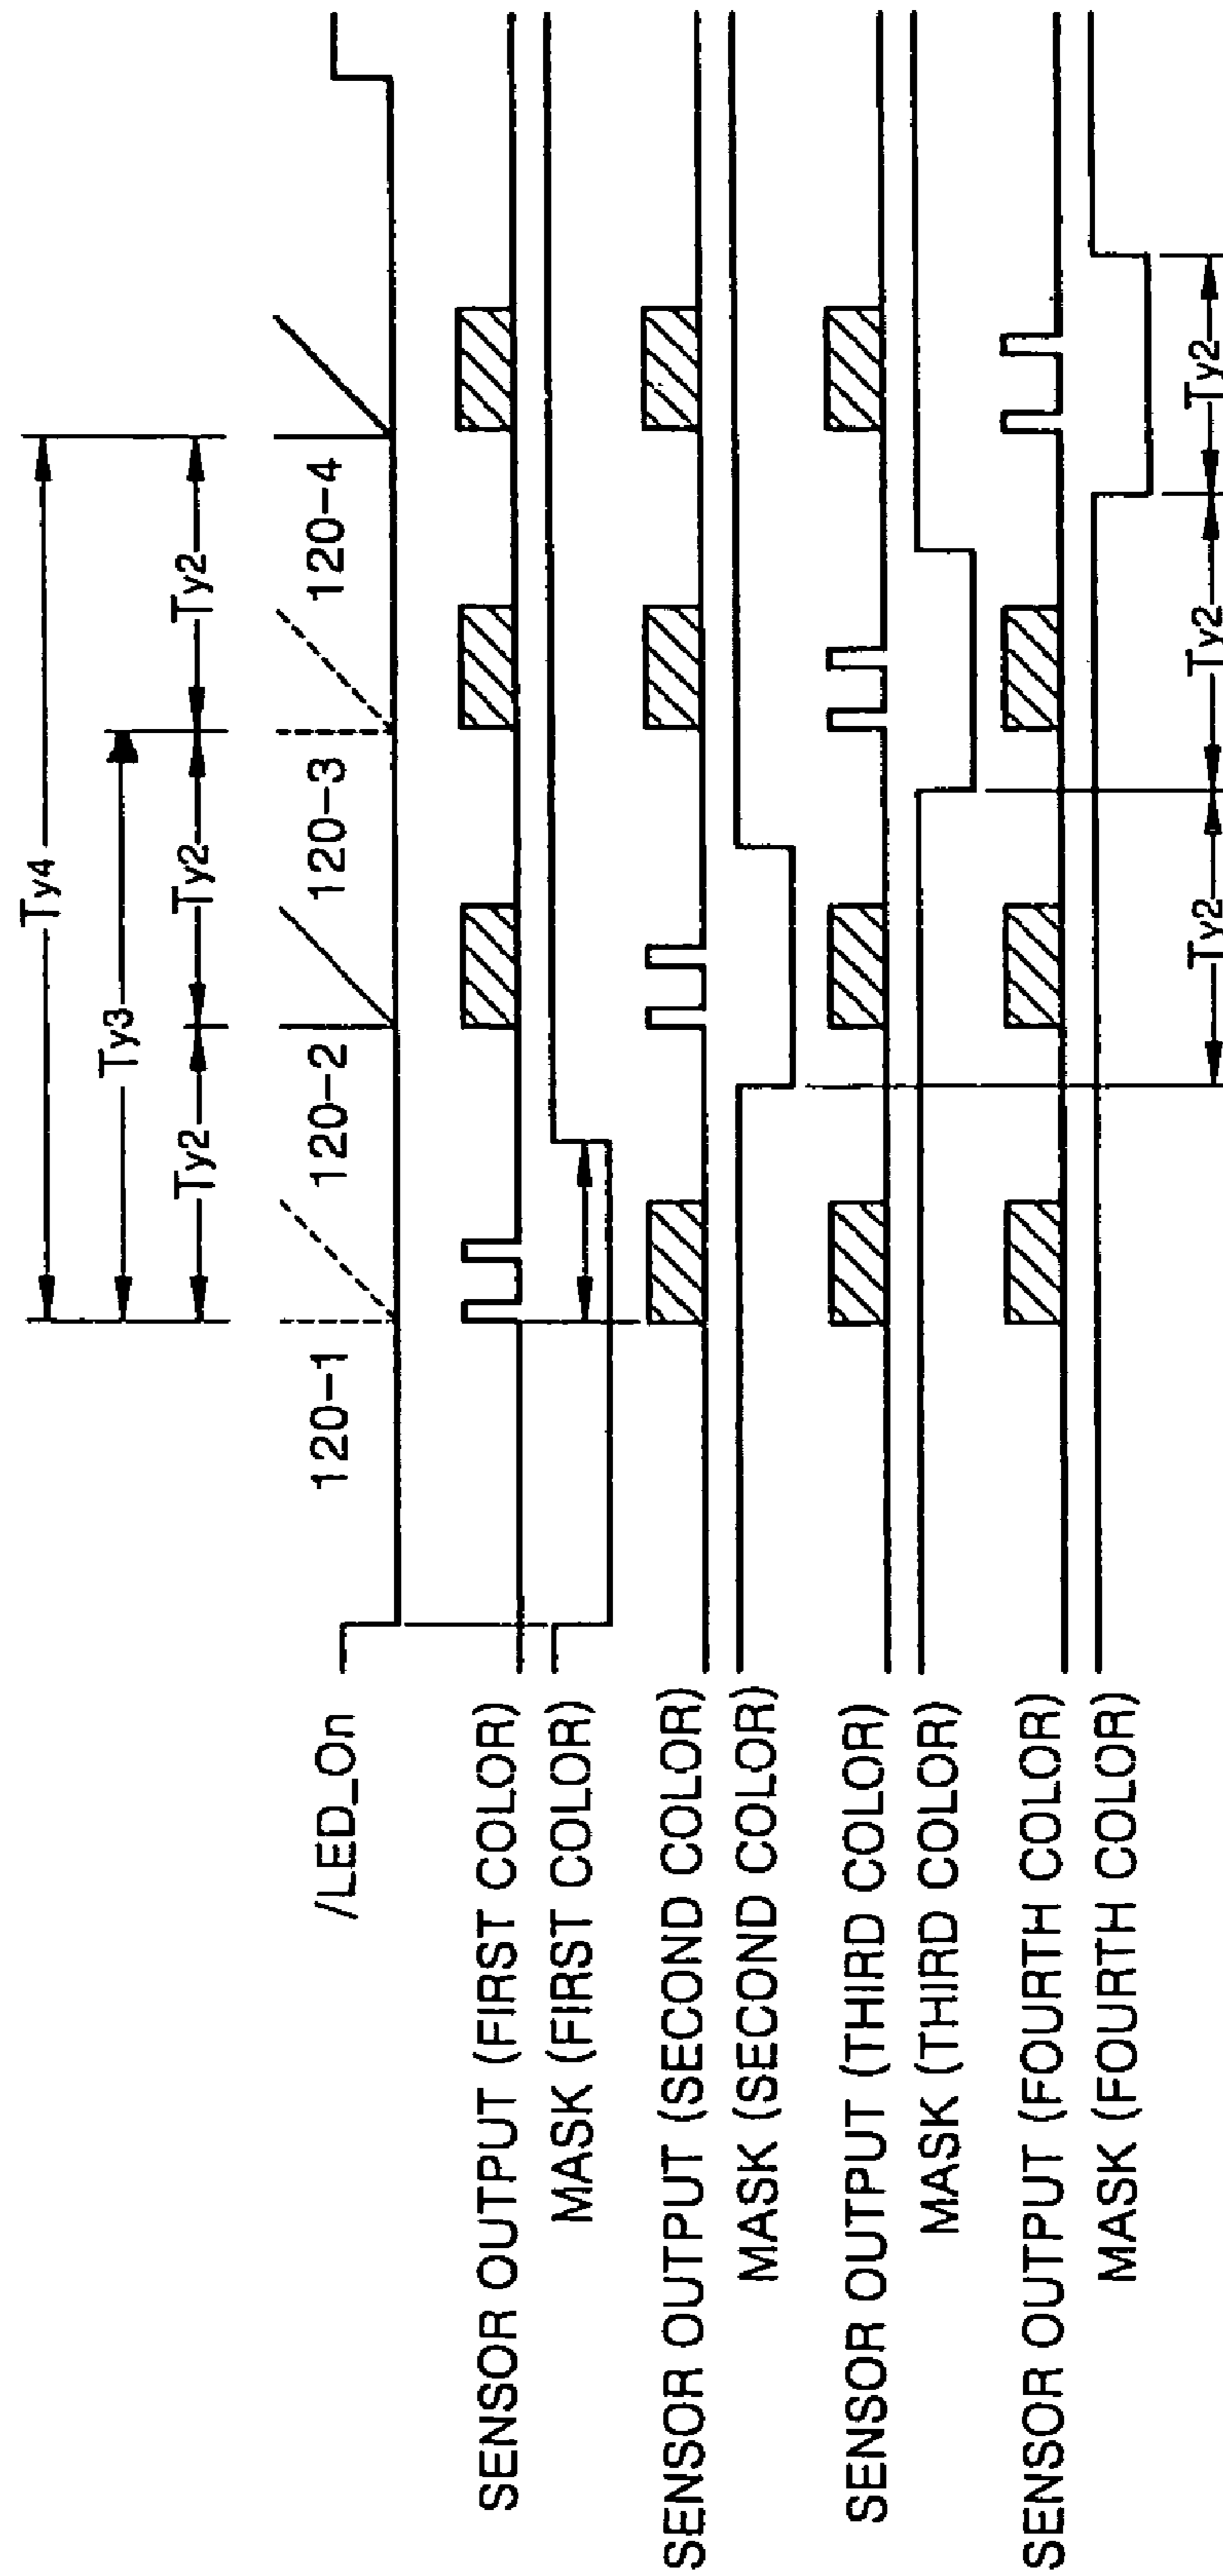 Ty4
Ty3
Ty2 Ty2 Ty2
120-1 120-2 120-3 120-4
/LED_On
SENSOR OUTPUT (FIRST COLOR)
MASK (FIRST COLOR)
SENSOR OUTPUT (SECOND COLOR)
MASK (SECOND COLOR)
SENSOR OUTPUT (THIRD COLOR)
MASK (THIRD COLOR)
SENSOR OUTPUT (FOURTH COLOR)
MASK (FOURTH COLOR)
Ty2 Ty2 Ty2